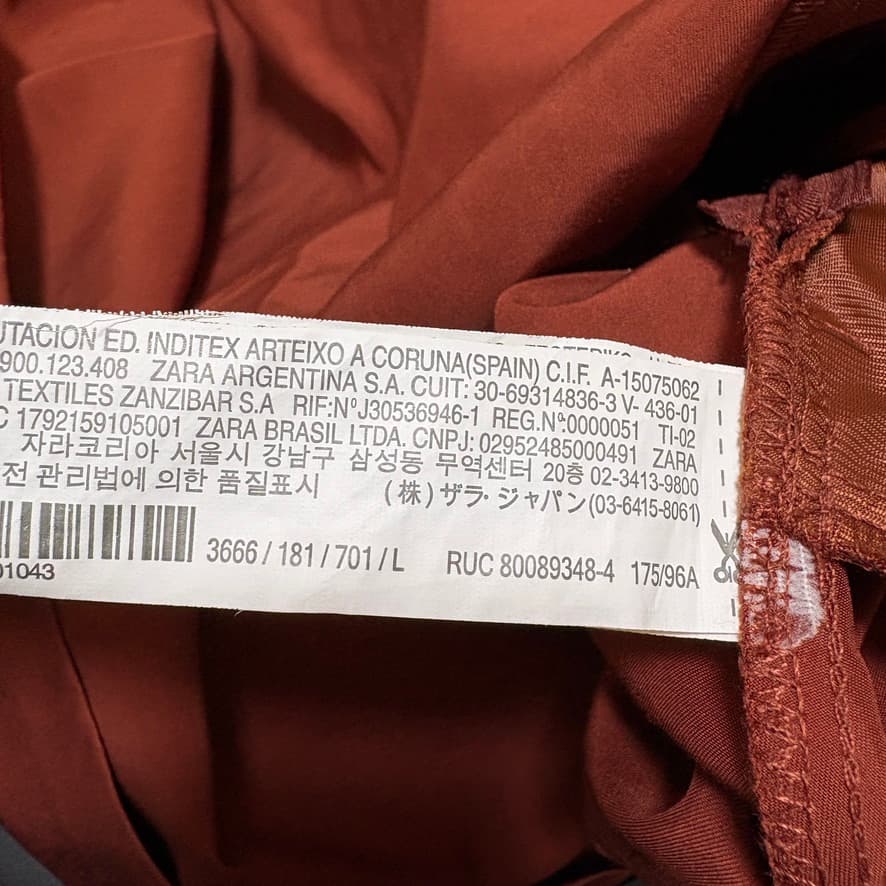 UTACION ED. INDITEX ARTEIXO A CORUNA(SPAIN) C.I.F. A-15075062
900.123.408 ZARA ARGENTINA S.A. CUIT: 30-69314836-3 V- 436-01
TEXTILES ZANZIBAR S.A RIF:NºJ30536946-1 REG.Nº:0000051 TI-02
C 1792159105001 ZARA BRASIL LTDA. CNPJ: 02952485000491 ZARA
자라코리아 서울시 강남구 삼성동 무역센터 20층 02-3413-9800
전 관리법에 의한 품질표시 (株)ザラ・ジャパン(03-6415-8061)
3666/181/701/L RUC 80089348-4 175/96A
01043